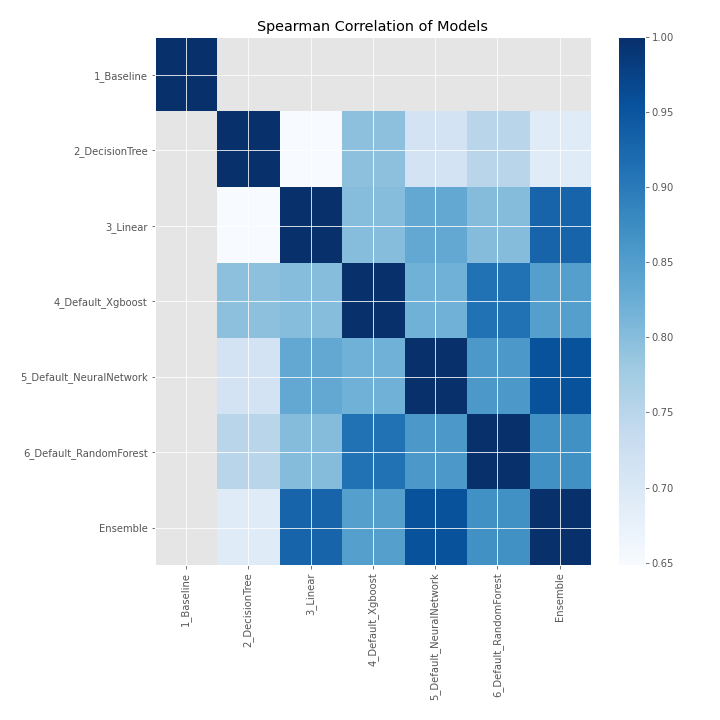 Spearman Correlation of Models
1_Baseline
2_DecisionTree
3_Linear
4_Default_Xgboost
5_Default_NeuralNetwork
6_Default_RandomForest
Ensemble
1.00
0.95
0.90
0.85
0.80
0.75
0.70
0.65
1_Baseline
2_DecisionTree
3_Linear
4_Default_Xgboost
5_Default_NeuralNetwork
6_Default_RandomForest
Ensemble